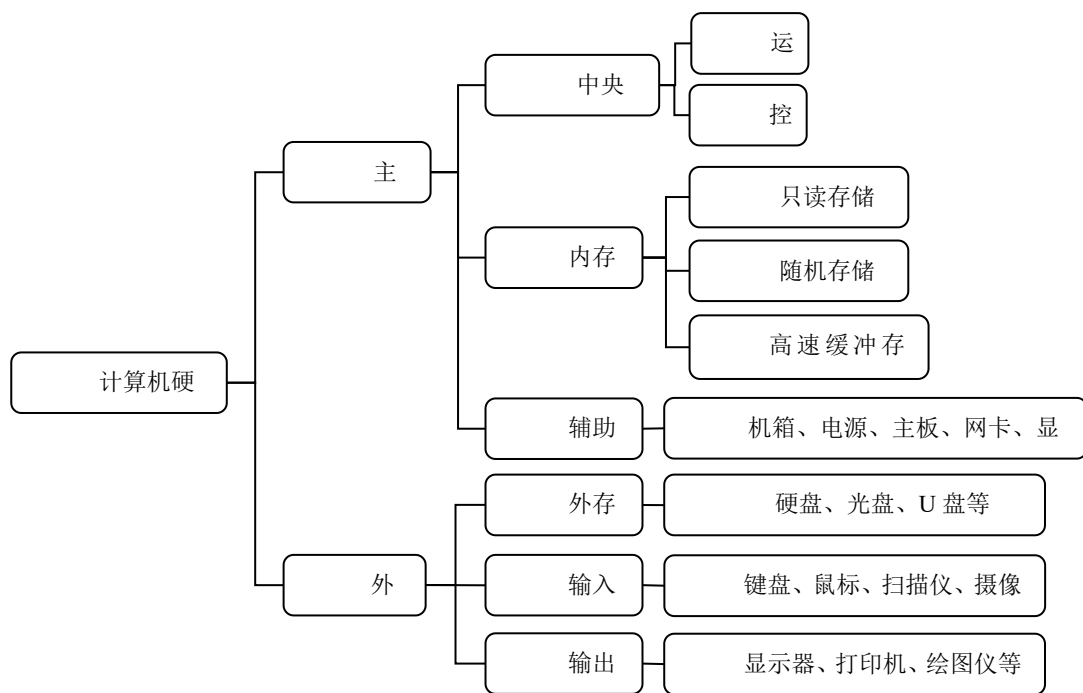 运
中央
控
主
只读存储
内存
随机存储
高速缓冲存
计算机硬
辅助
机箱、电源、主板、网卡、显
外存
硬盘、光盘、U 盘等
外
输入
键盘、鼠标、扫描仪、摄像
输出
显示器、打印机、绘图仪等